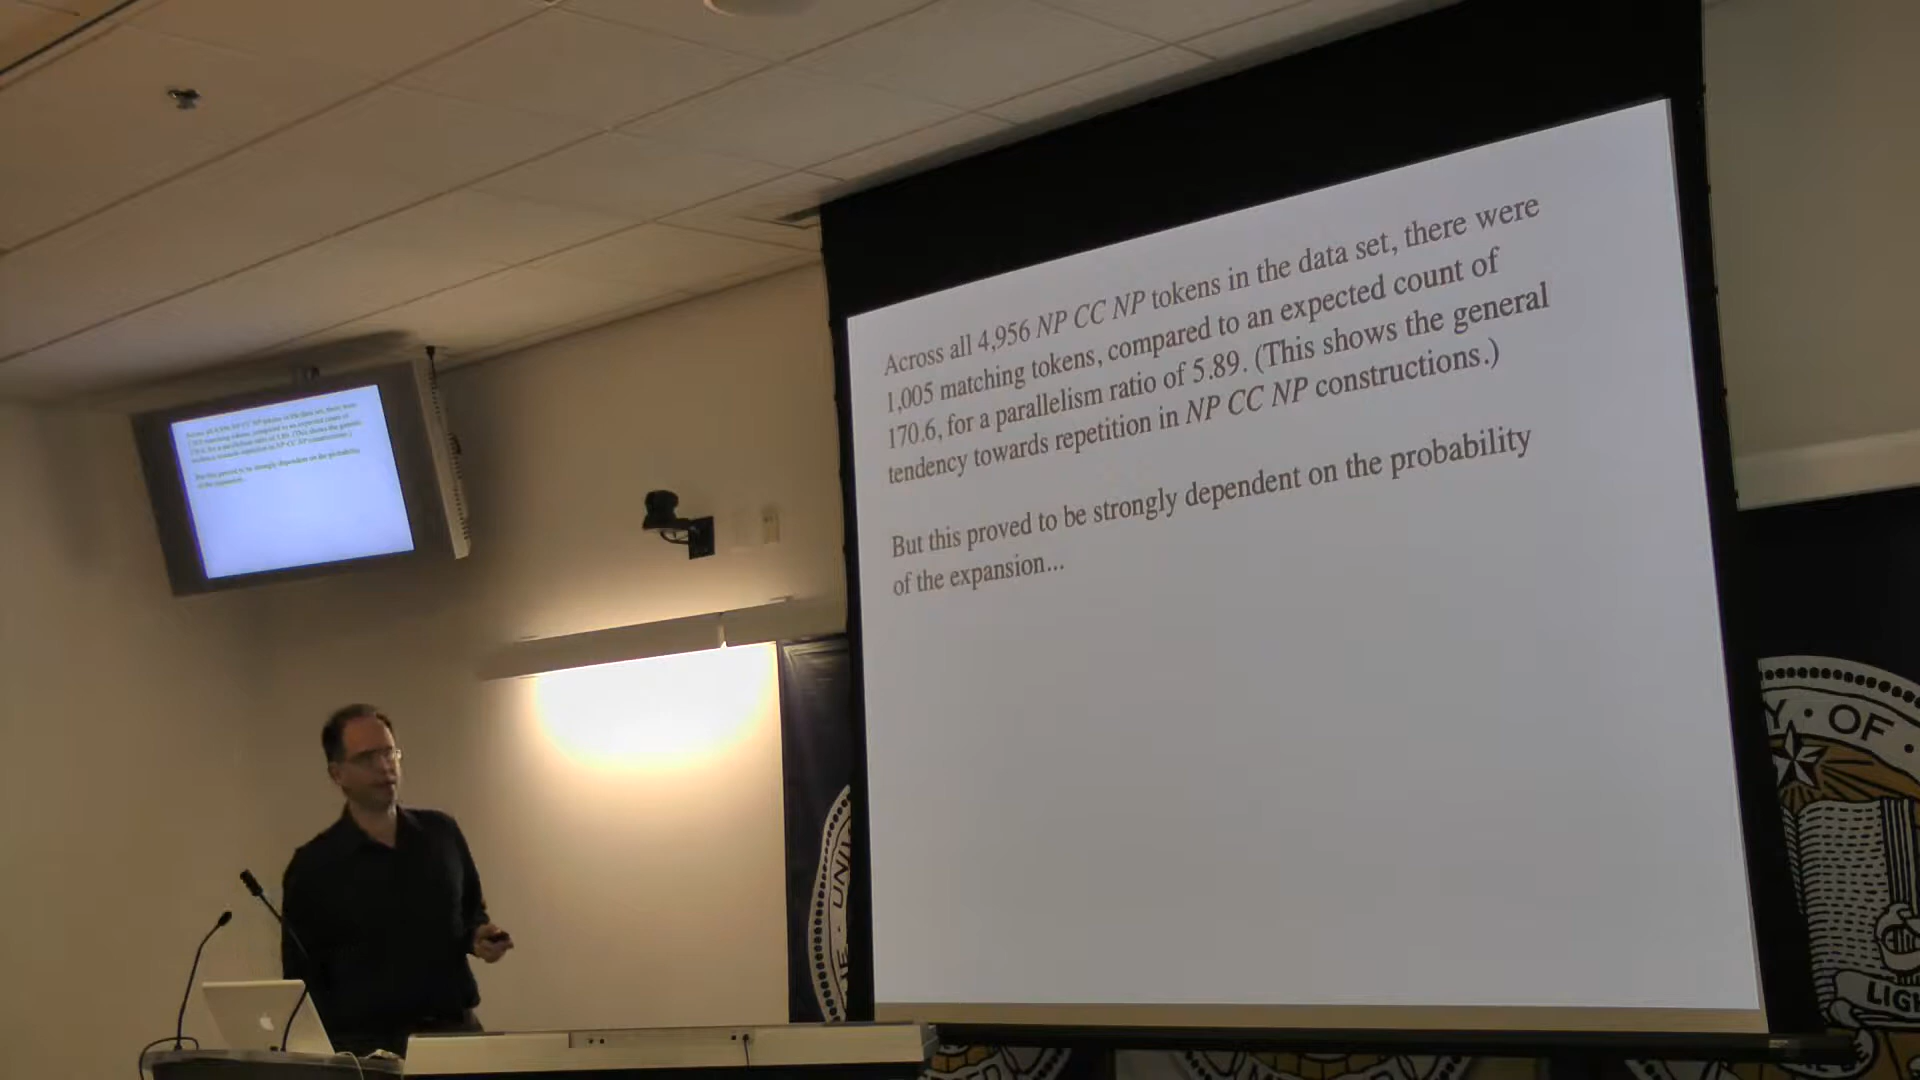 Across all 4,956 NP CC NP tokens in the data set, there were
1,005 matching tokens, compared to an expected count of
170.6, for a parallelism ratio of 5.89. (This shows the general
tendency towards repetition in NP CC NP constructions.)
But this proved to be strongly dependent on the probability
of the expansion...
Y · OF ·